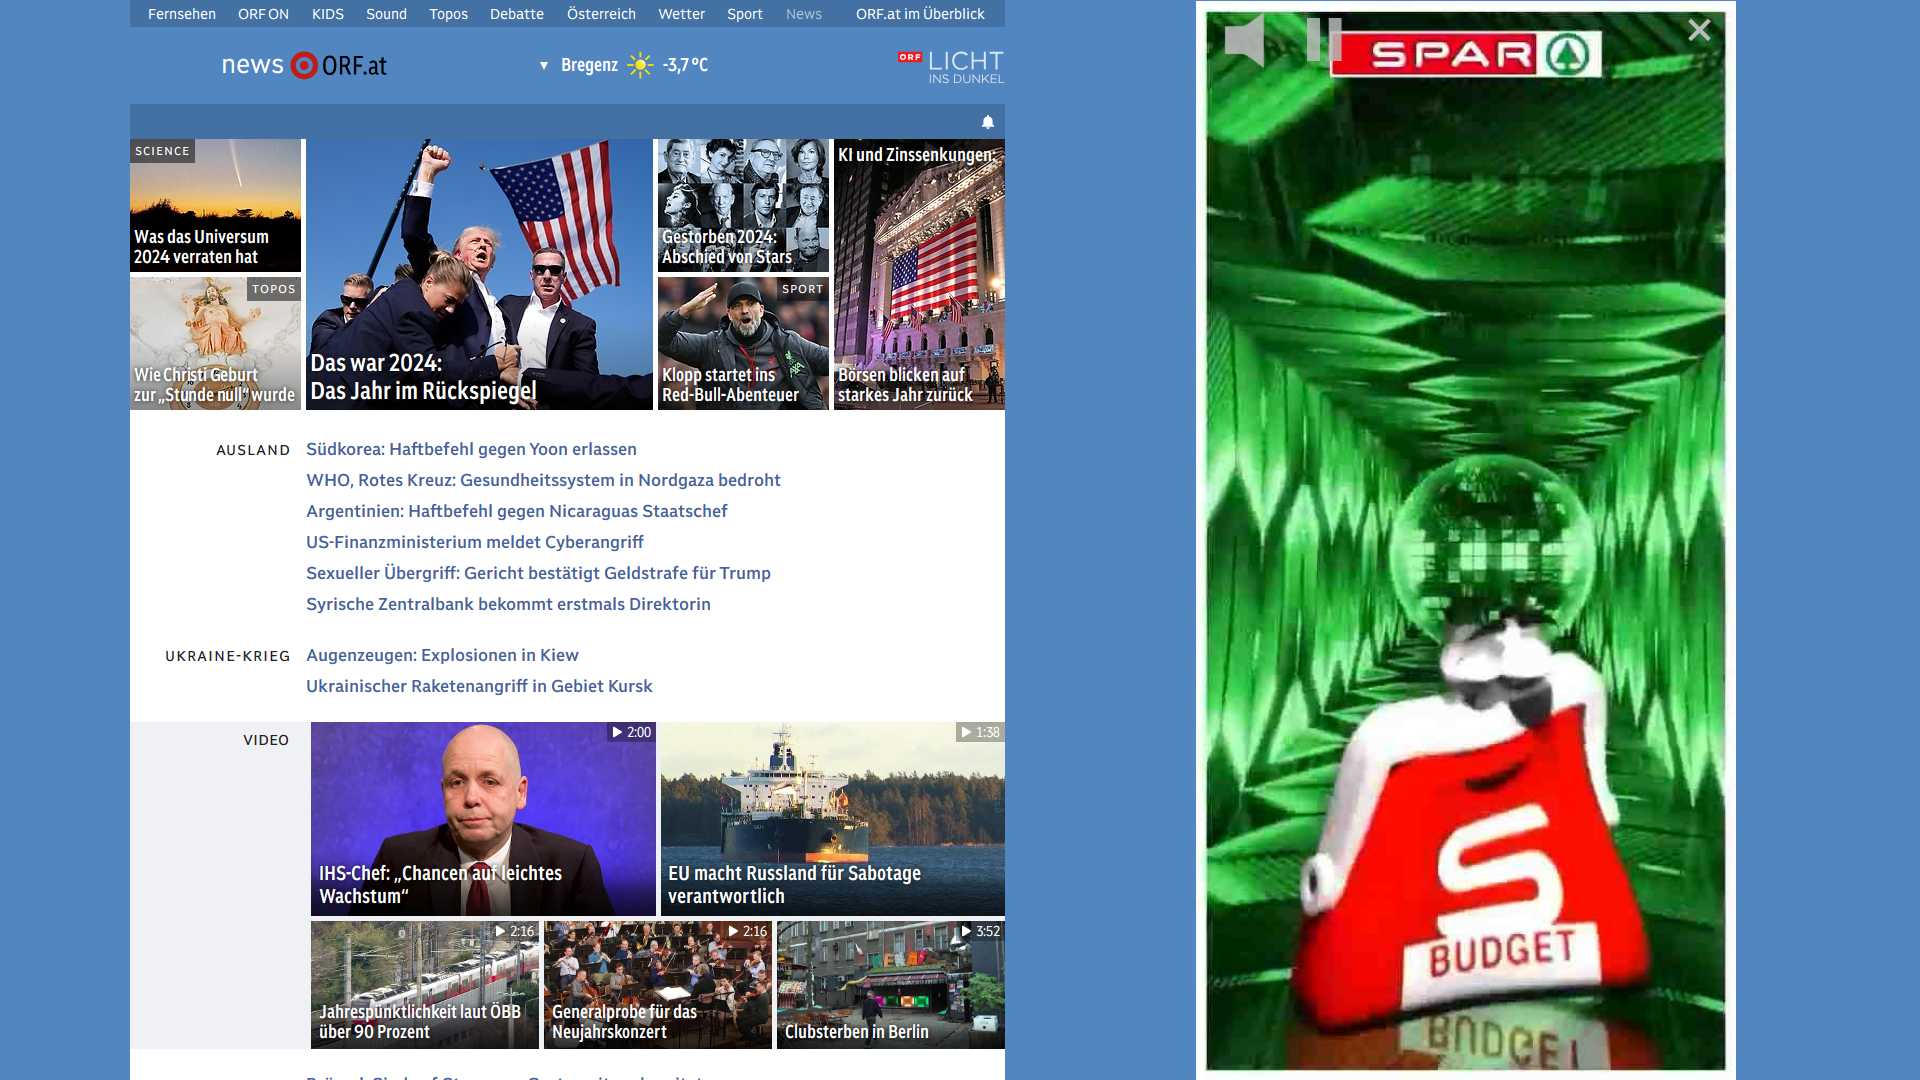 Fernsehen ORF ON KIDS Sound Topos Debatte Österreich Wetter Sport News ORF.at im Überblick
news ORF.at
Bregenz -3,7 °C
ORF LICHT
INS DUNKEL
SCIENCE
Was das Universum
2024 verraten hat
TOPOS
Wie Christi Geburt
zur „Stunde null“ wurde
Das war 2024:
Das Jahr im Rückspiegel
Gestorben 2024:
Abschied von Stars
SPORT
Klopp startet ins
Red-Bull-Abenteuer
KI und Zinssenkungen:
Börsen blicken auf
starkes Jahr zurück
AUSLAND
Südkorea: Haftbefehl gegen Yoon erlassen
WHO, Rotes Kreuz: Gesundheitssystem in Nordgaza bedroht
Argentinien: Haftbefehl gegen Nicaraguas Staatschef
US-Finanzministerium meldet Cyberangriff
Sexueller Übergriff: Gericht bestätigt Geldstrafe für Trump
Syrische Zentralbank bekommt erstmals Direktorin
UKRAINE-KRIEG
Augenzeugen: Explosionen in Kiew
Ukrainischer Raketenangriff in Gebiet Kursk
VIDEO
2:00
IHS-Chef: „Chancen auf leichtes
Wachstum“
1:38
EU macht Russland für Sabotage
verantwortlich
2:16
Jahrespünktlichkeit laut ÖBB
über 90 Prozent
2:16
Generalprobe für das
Neujahrskonzert
3:52
Clubsterben in Berlin
SPAR
S
BUDGET